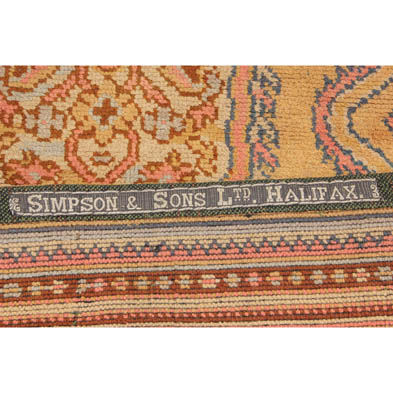 SIMPSON & SONS LTD. HALIFAX.